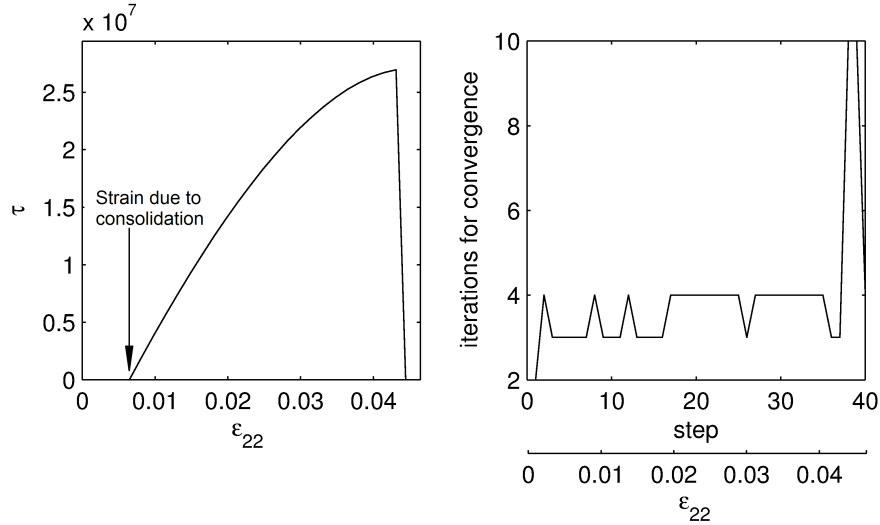 x 10^7
2.5
2
1.5
1
0.5
0
τ
Strain due to
consolidation
0 0.01 0.02 0.03 0.04
ε_22
10
8
6
4
2
iterations for convergence
0 10 20 30 40
step
0 0.01 0.02 0.03 0.04
ε_22